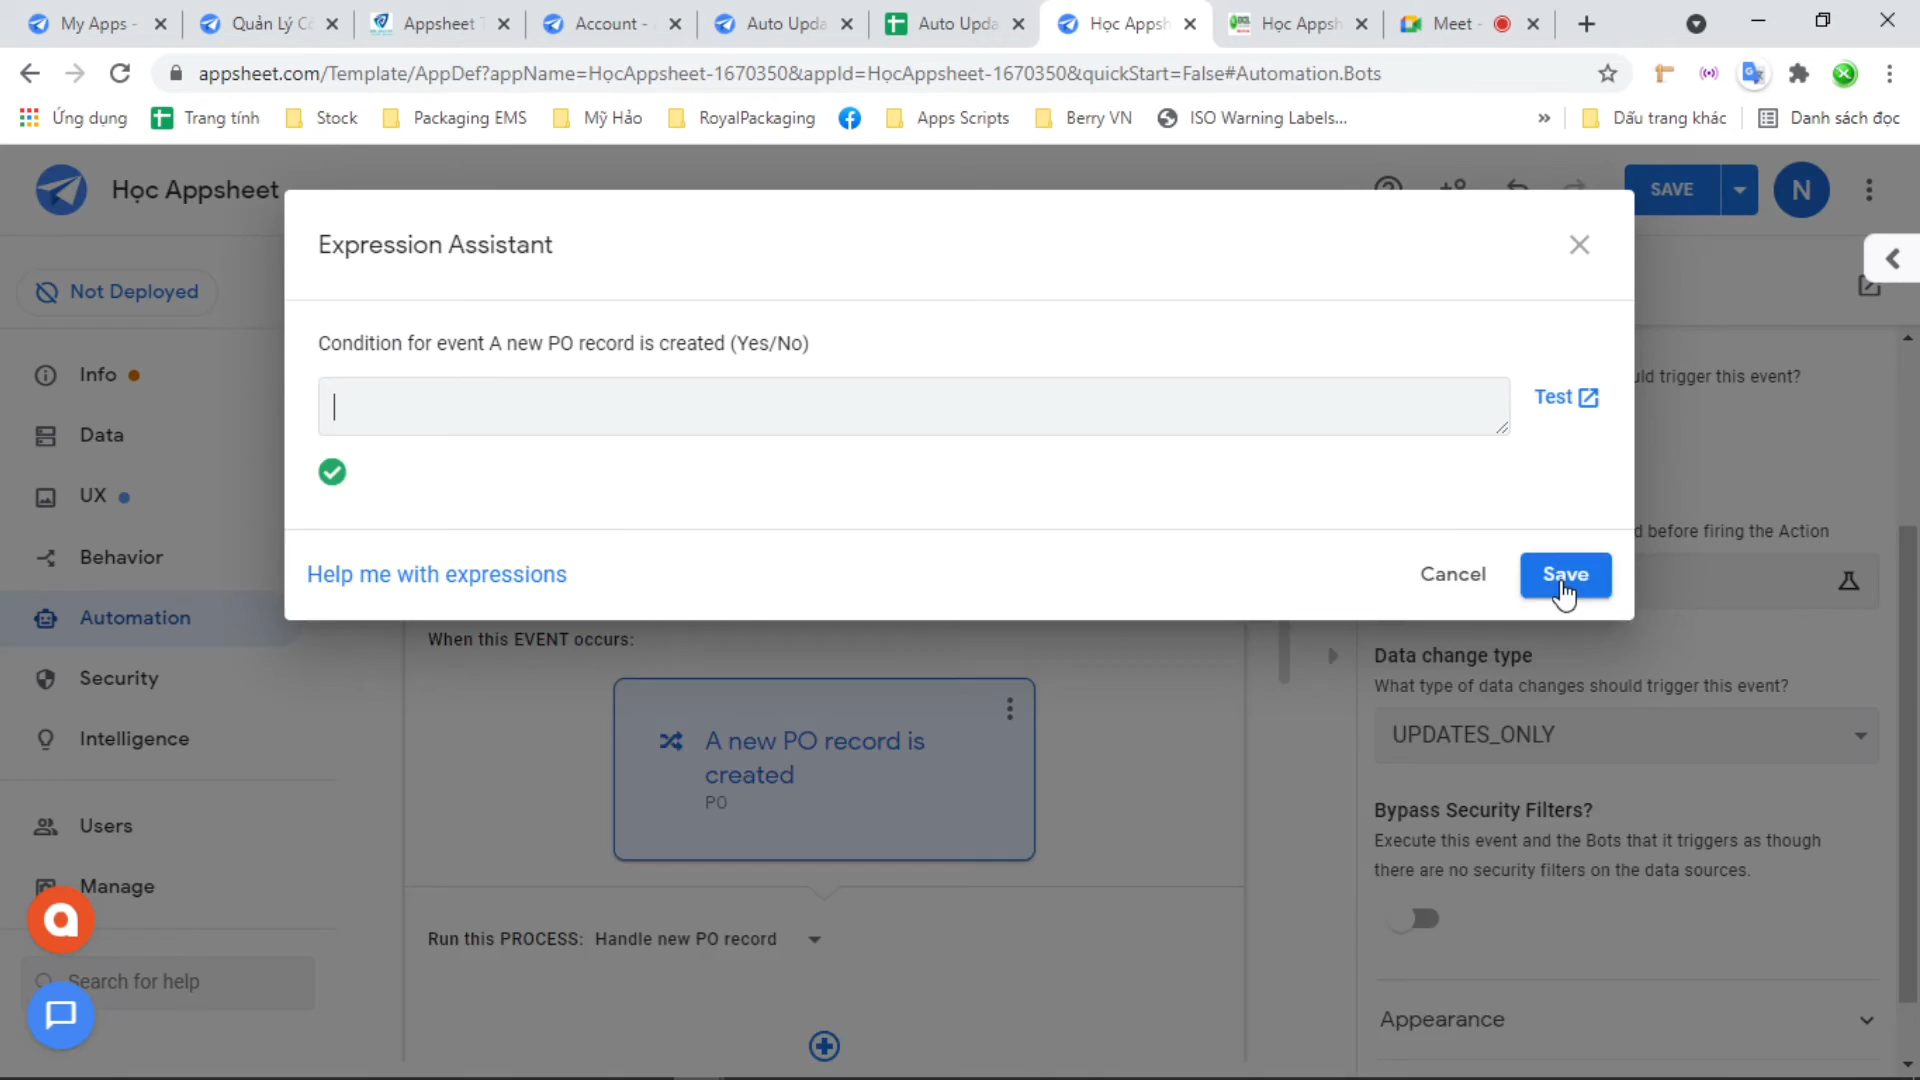 My Apps -
Quản Lý Cô
Appsheet T
Account -
Auto Upda
Auto Upda
Học Appsh
Học Appsh
Meet -
appsheet.com/Template/AppDef?appName=HọcAppsheet-1670350&appId=HọcAppsheet-1670350&quickStart=False#Automation.Bots
Ứng dụng
Trang tính
Stock
Packaging EMS
Mỹ Hảo
RoyalPackaging
Apps Scripts
Berry VN
ISO Warning Labels...
»
Dấu trang khác
Danh sách đọc
Học Appsheet
SAVE
N
Expression Assistant
Not Deployed
Condition for event A new PO record is created (Yes/No)
Test
uld trigger this event?
Info
Data
UX
Behavior
Automation
Security
Intelligence
Users
Manage
Search for help
d before firing the Action
Help me with expressions
Cancel
Save
When this EVENT occurs:
A new PO record is
created
PO
Run this PROCESS: Handle new PO record
Data change type
What type of data changes should trigger this event?
UPDATES_ONLY
Bypass Security Filters?
Execute this event and the Bots that it triggers as though
there are no security filters on the data sources.
Appearance